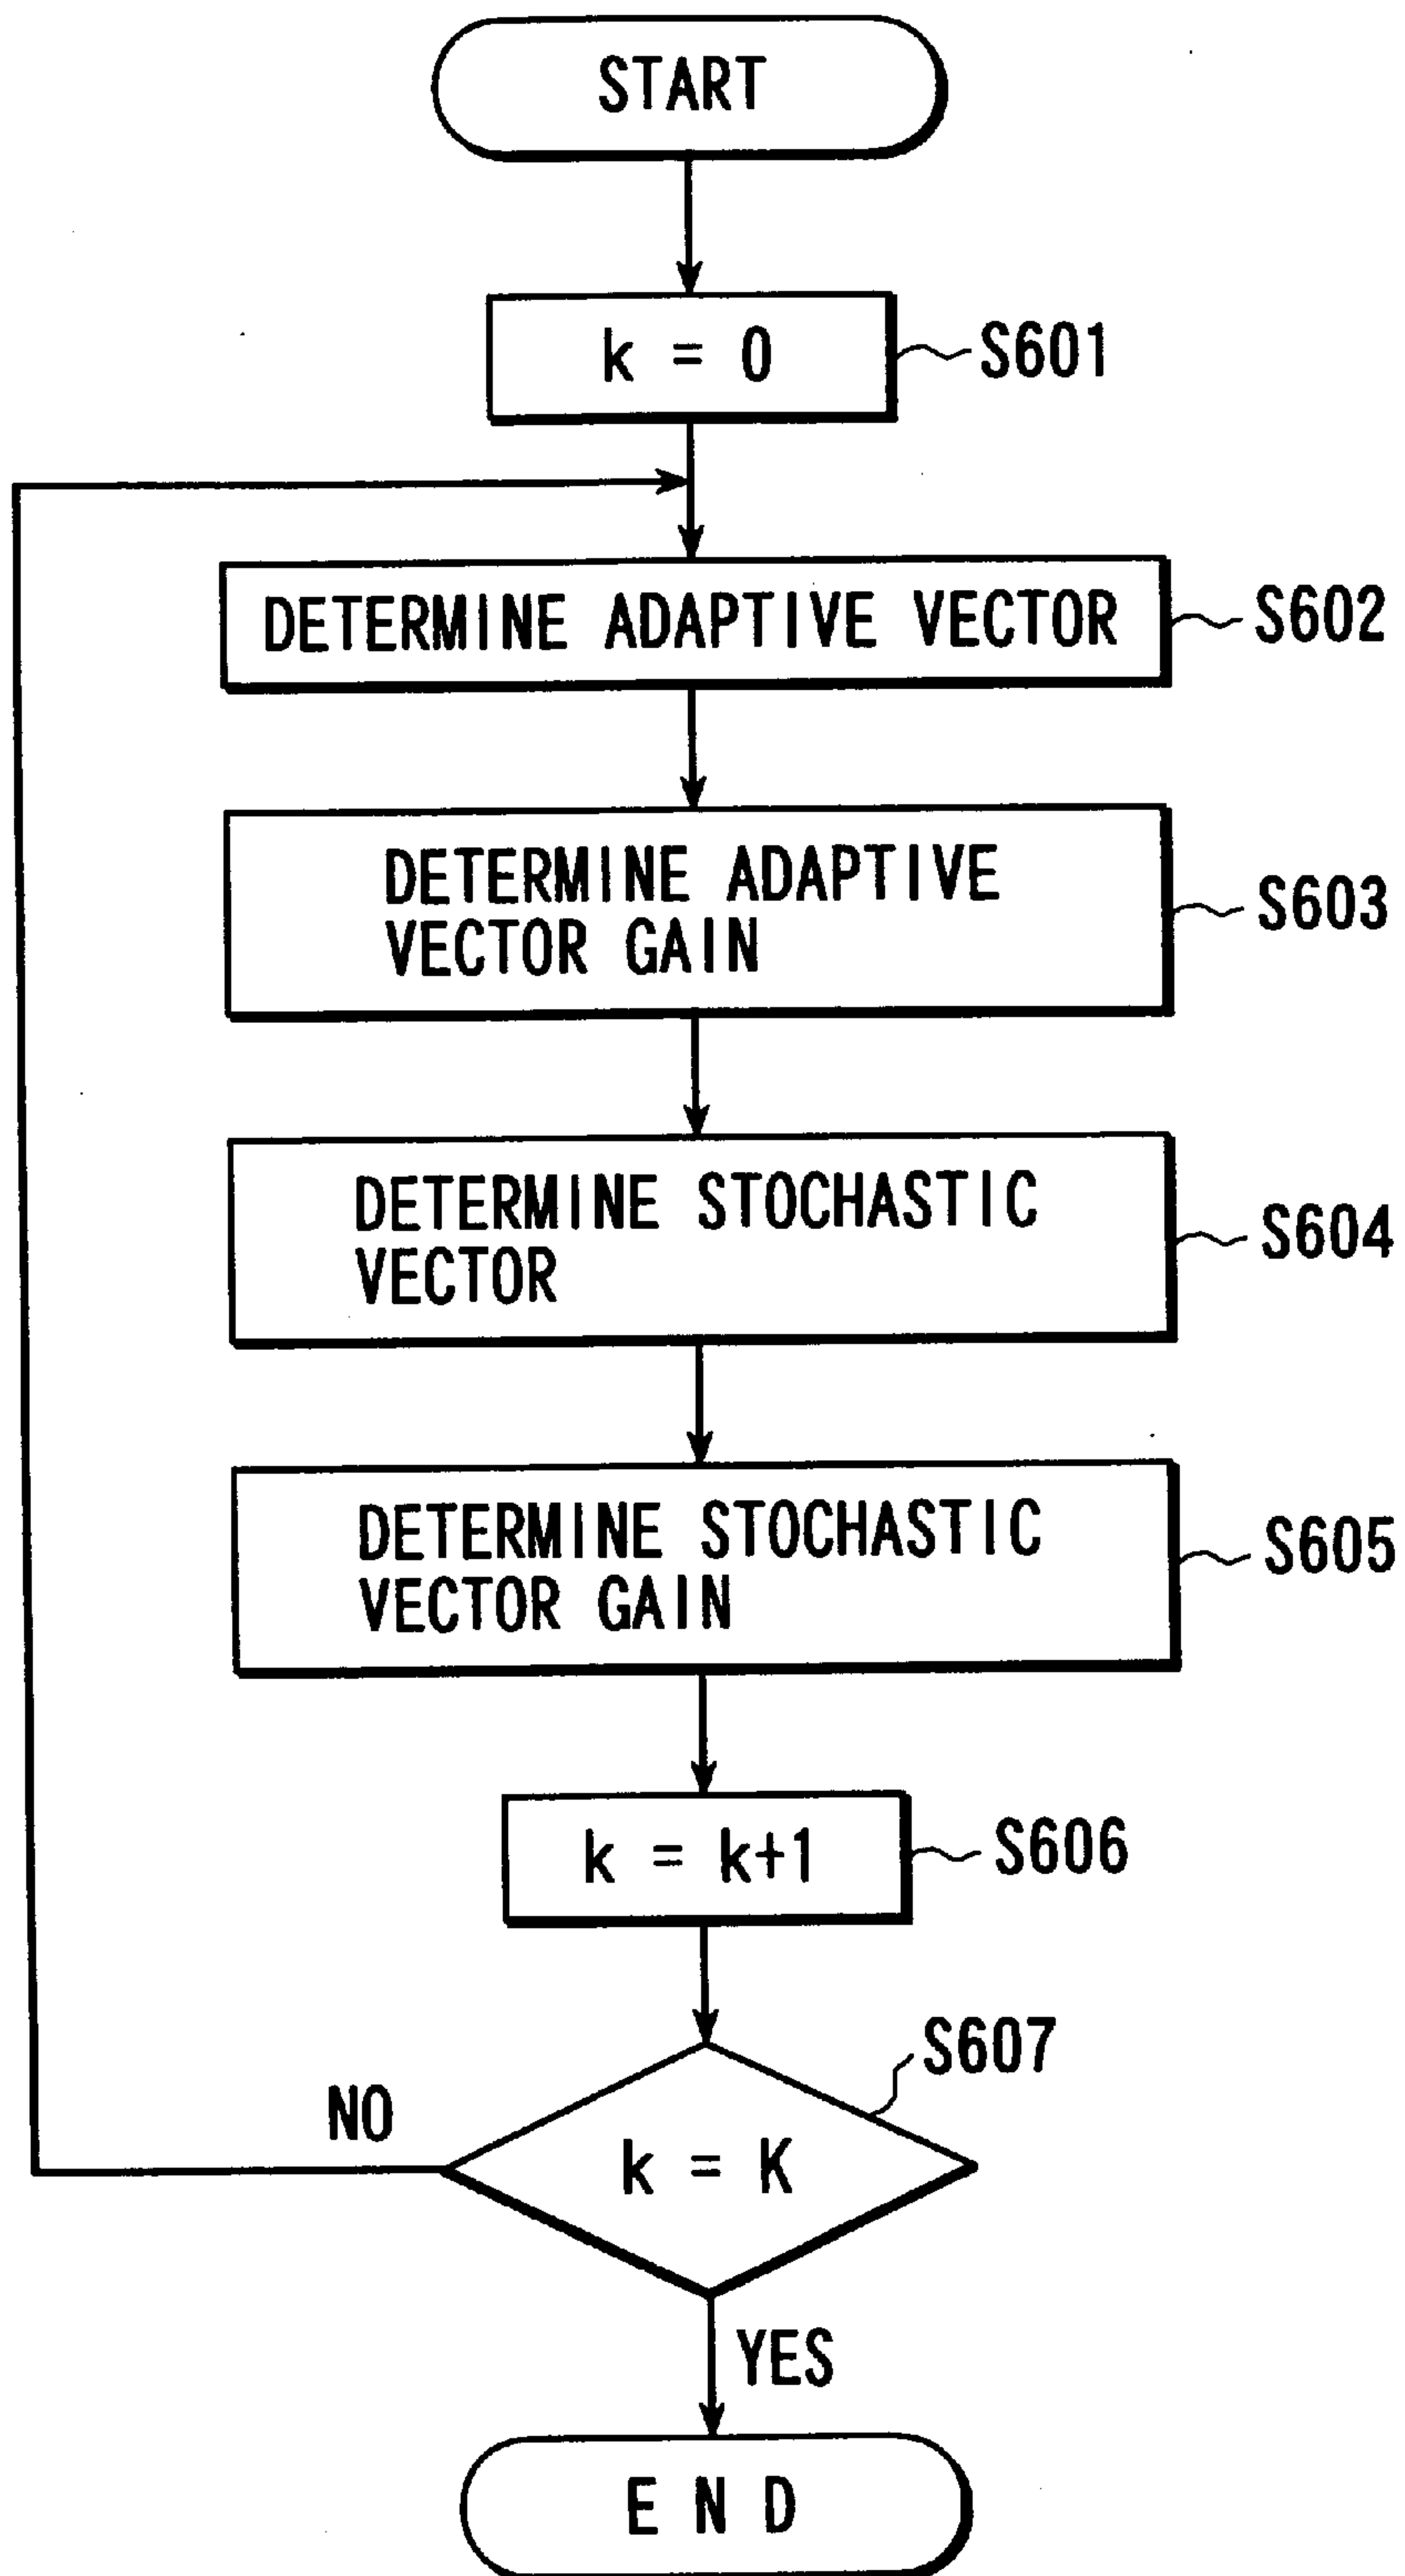 START
k = 0
S601
DETERMINE ADAPTIVE VECTOR
S602
DETERMINE ADAPTIVE
VECTOR GAIN
S603
DETERMINE STOCHASTIC
VECTOR
S604
DETERMINE STOCHASTIC
VECTOR GAIN
S605
k = k+1
S606
S607
NO
k = K
YES
END